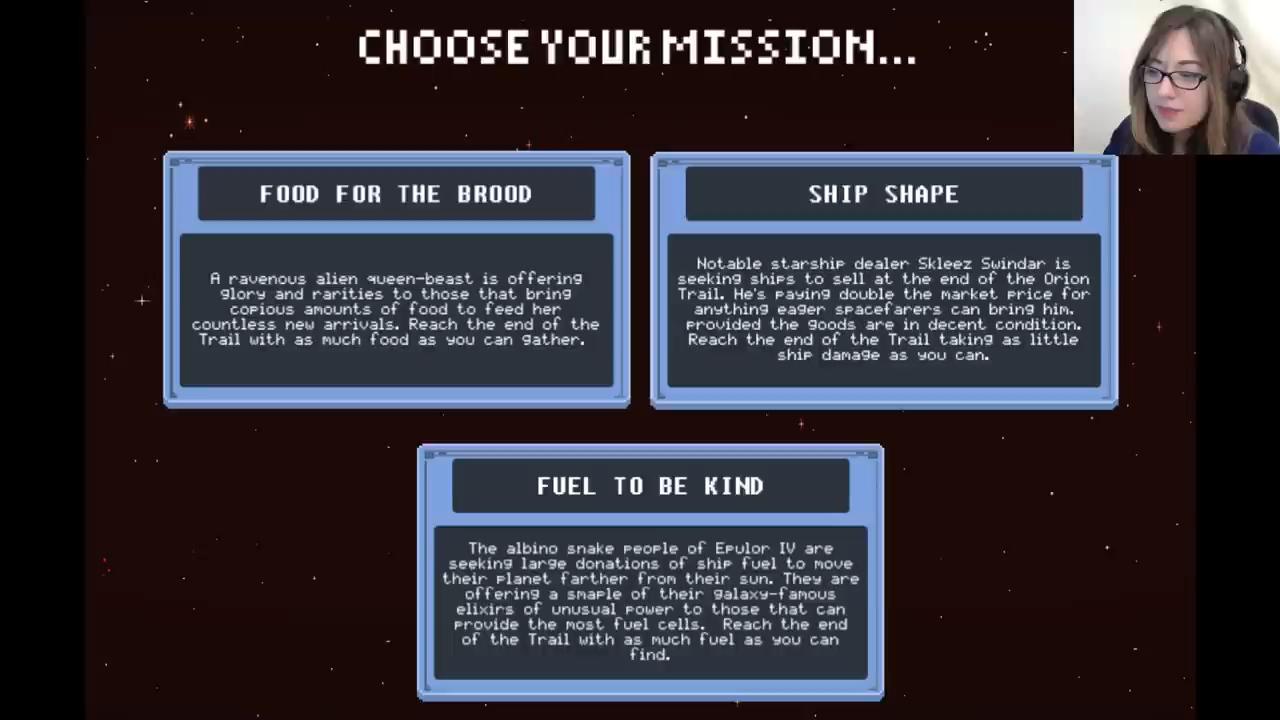 CHOOSE YOUR MISSION...
FOOD FOR THE BROOD
A ravenous alien queen-beast is offering
glory and rarities to those that bring
copious amounts of food to feed her
countless new arrivals. Reach the end of the
Trail with as much food as you can gather.
SHIP SHAPE
Notable starship dealer Skleez Swindar is
seeking ships to sell at the end of the Orion
Trail. He's paying double the market price for
anything eager spacefarers can bring him.
provided the goods are in decent condition.
Reach the end of the Trail taking as little
ship damage as you can.
FUEL TO BE KIND
The albino snake people of Epulor IV are
seeking large donations of ship fuel to move
their planet farther from their sun. They are
offering a smaple of their galaxy-famous
elixirs of unusual power to those that can
provide the most fuel cells. Reach the end
of the Trail with as much fuel as you can
find.